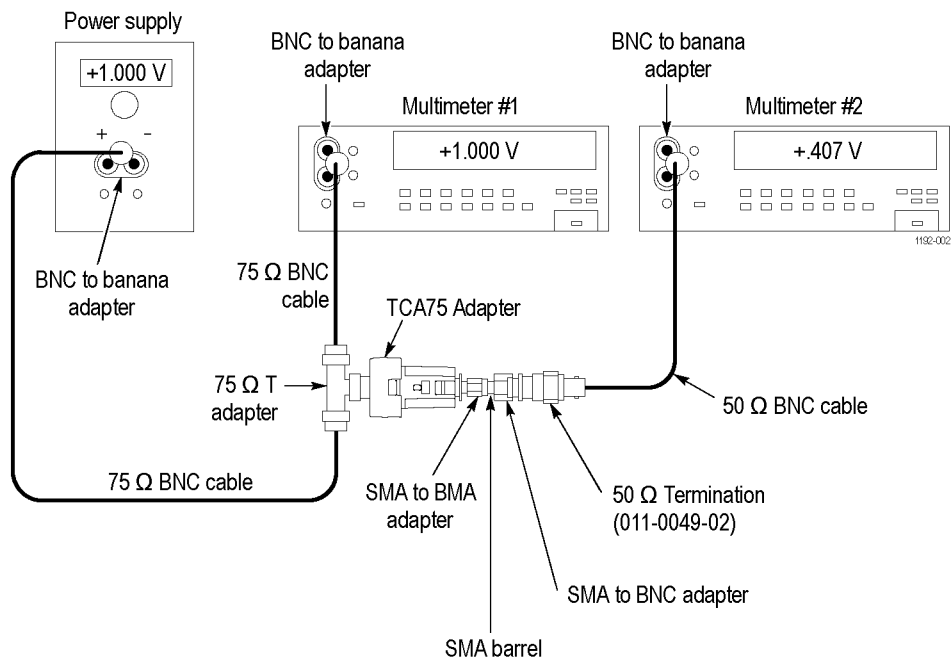 Power supply
+1.000 V
+ -
BNC to banana
adapter
BNC to banana
adapter
Multimeter #1
+1.000 V
BNC to banana
adapter
Multimeter #2
+.407 V
1192-002
75 Ω BNC
cable
TCA75 Adapter
75 Ω T
adapter
50 Ω BNC cable
75 Ω BNC cable
SMA to BMA
adapter
50 Ω Termination
(011-0049-02)
SMA to BNC adapter
SMA barrel